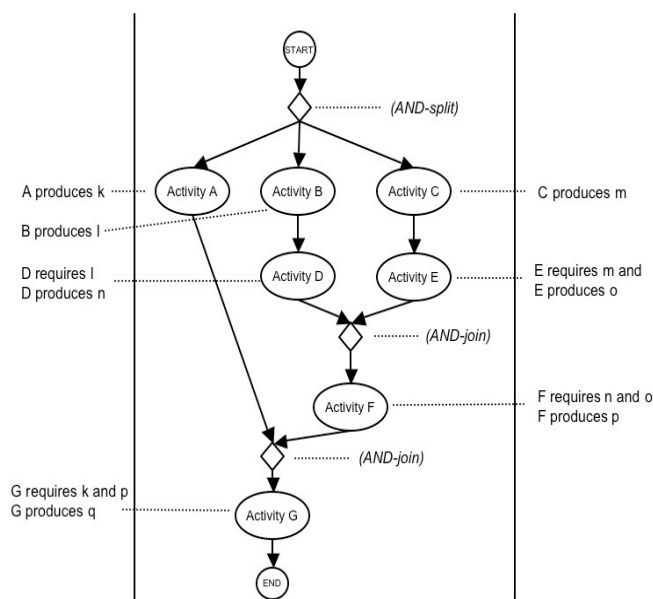 START
(AND-split)
A produces k
Activity A
Activity B
Activity C
C produces m
B produces l
D requires l
D produces n
Activity D
Activity E
E requires m and
E produces o
(AND-join)
Activity F
F requires n and o
F produces p
(AND-join)
G requires k and p
G produces q
Activity G
END